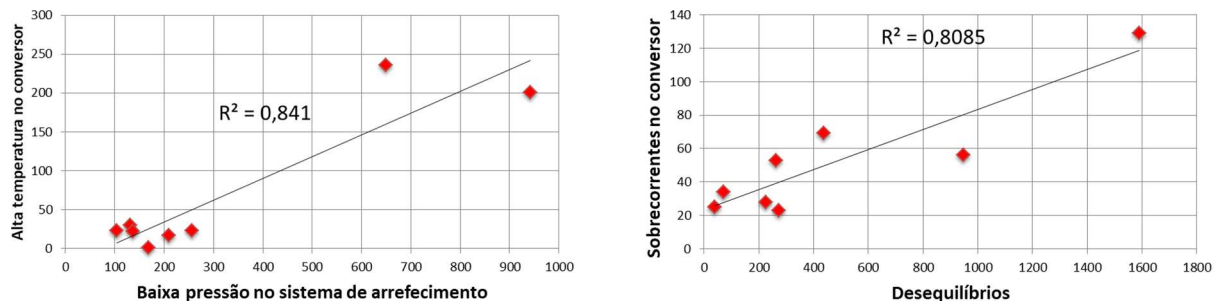 Alta temperatura no conversor
300
250
200
150
100
50
0
R² = 0,841
0 100 200 300 400 500 600 700 800 900 1000
Baixa pressão no sistema de arrefecimento
Sobrecorrentes no conversor
140
120
100
80
60
40
20
0
R² = 0,8085
0 200 400 600 800 1000 1200 1400 1600 1800
Desequilíbrios